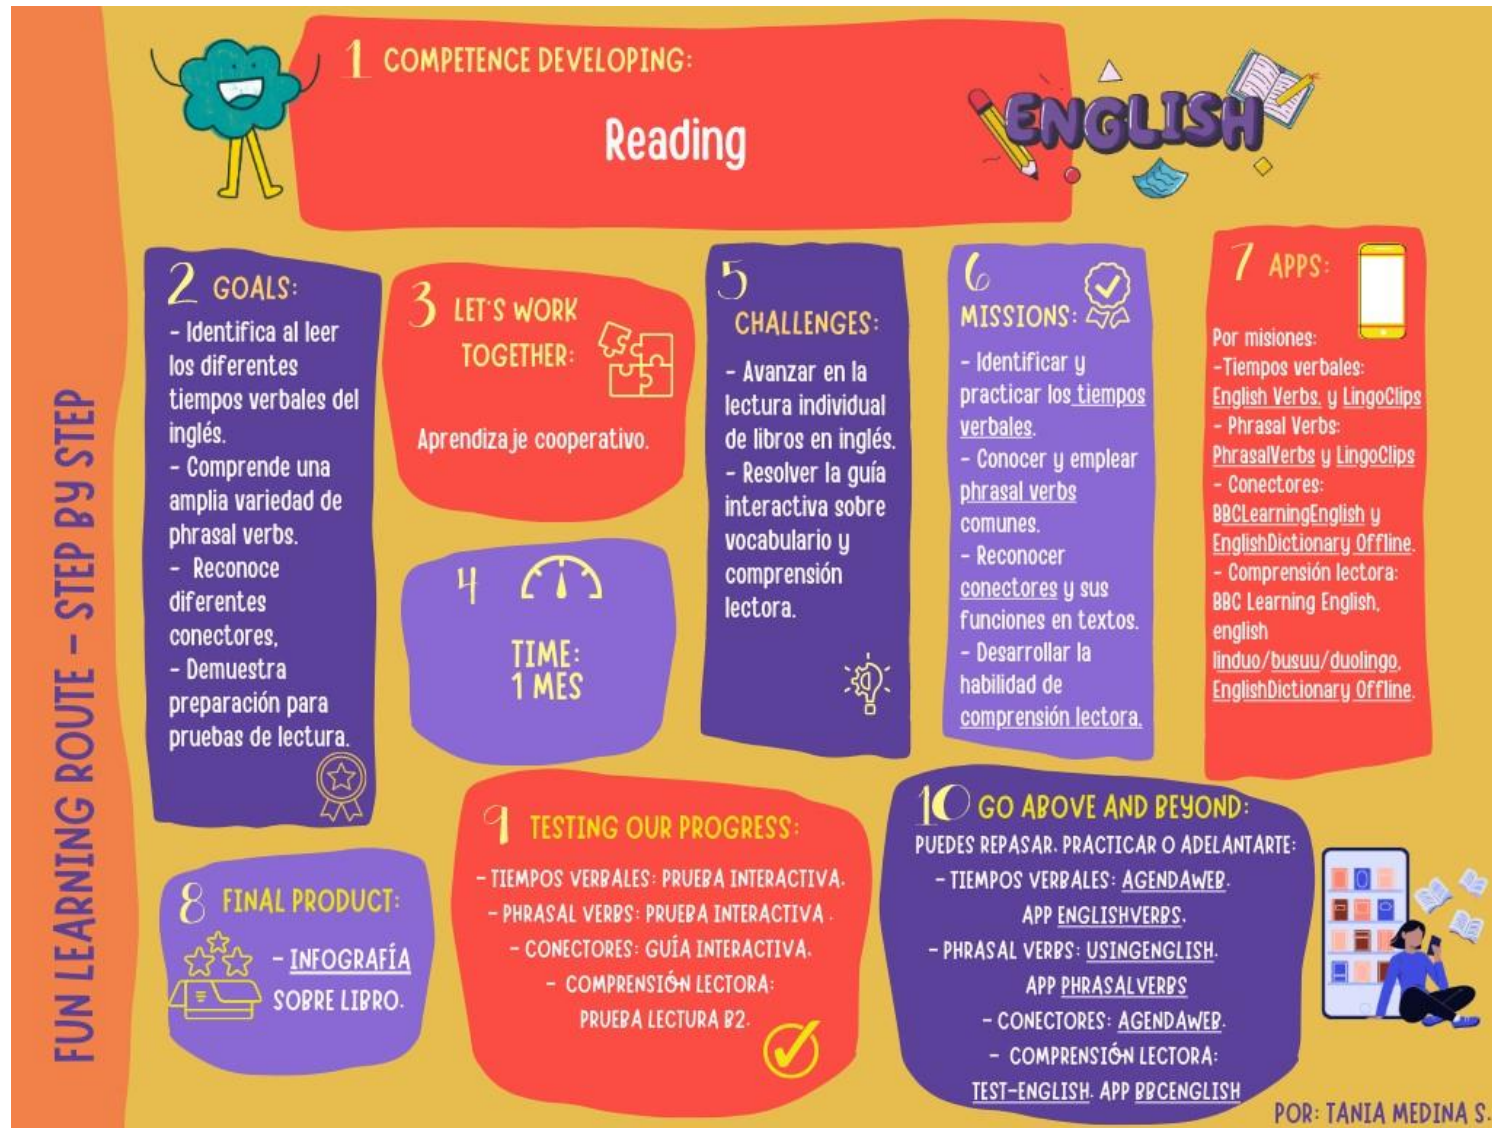 FUN LEARNING ROUTE - STEP BY STEP
1 COMPETENCE DEVELOPING:
Reading
ENGLISH
2 GOALS:
- Identifica al leer
los diferentes
tiempos verbales del
inglés.
- Comprende una
amplia variedad de
phrasal verbs.
- Reconoce
diferentes
conectores,
- Demuestra
preparación para
pruebas de lectura.
3 LET'S WORK
TOGETHER:
Aprendizaje cooperativo.
4
TIME:
1 MES
5
CHALLENGES:
- Avanzar en la
lectura individual
de libros en inglés.
- Resolver la guía
interactiva sobre
vocabulario y
comprensión
lectora.
6
MISSIONS:
- Identificar y
practicar los tiempos
verbales.
- Conocer y emplear
phrasal verbs
comunes.
- Reconocer
conectores y sus
funciones en textos.
- Desarrollar la
habilidad de
comprensión lectora.
7 APPS:
Por misiones:
-Tiempos verbales:
English Verbs. y LingoClips
- Phrasal Verbs:
PhrasalVerbs y LingoClips
- Conectores:
BBCLearningEnglish y
EnglishDictionary Offline.
- Comprensión lectora:
BBC Learning English,
english
linduo/busuu/duolingo,
EnglishDictionary Offline.
8 FINAL PRODUCT:
- INFOGRAFÍA
SOBRE LIBRO.
9 TESTING OUR PROGRESS:
- TIEMPOS VERBALES: PRUEBA INTERACTIVA.
- PHRASAL VERBS: PRUEBA INTERACTIVA .
- CONECTORES: GUÍA INTERACTIVA.
- COMPRENSIÓN LECTORA:
PRUEBA LECTURA B2.
10 GO ABOVE AND BEYOND:
PUEDES REPASAR. PRACTICAR O ADELANTARTE:
- TIEMPOS VERBALES: AGENDAWEB.
APP ENGLISHVERBS.
- PHRASAL VERBS: USINGENGLISH.
APP PHRASALVERBS
- CONECTORES: AGENDAWEB.
- COMPRENSIÓN LECTORA:
TEST-ENGLISH. APP BBCENGLISH
POR: TANIA MEDINA S.